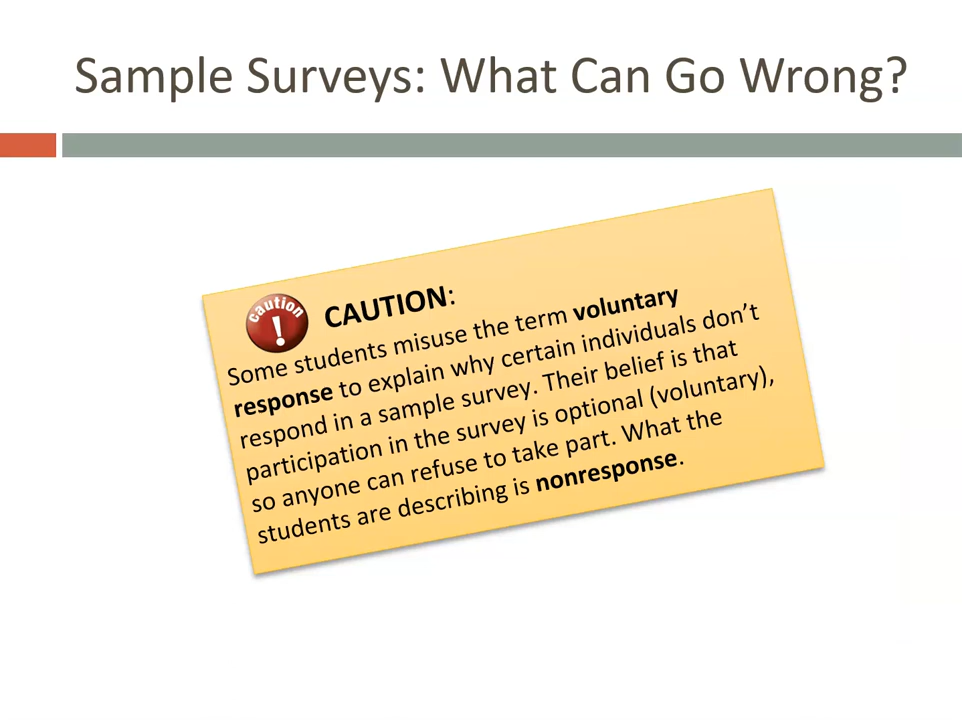 Sample Surveys: What Can Go Wrong?
caution
!
CAUTION:
Some students misuse the term voluntary
response to explain why certain individuals don’t
respond in a sample survey. Their belief is that
participation in the survey is optional (voluntary),
so anyone can refuse to take part. What the
students are describing is nonresponse.